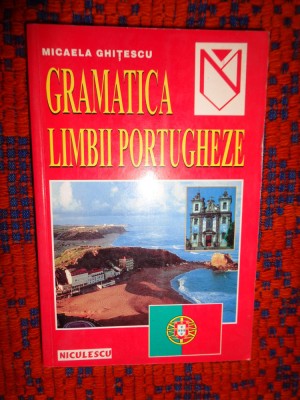 MICAELA GHIȚESCU
GRAMATICA
LIMBII PORTUGHEZE
NICULESCU